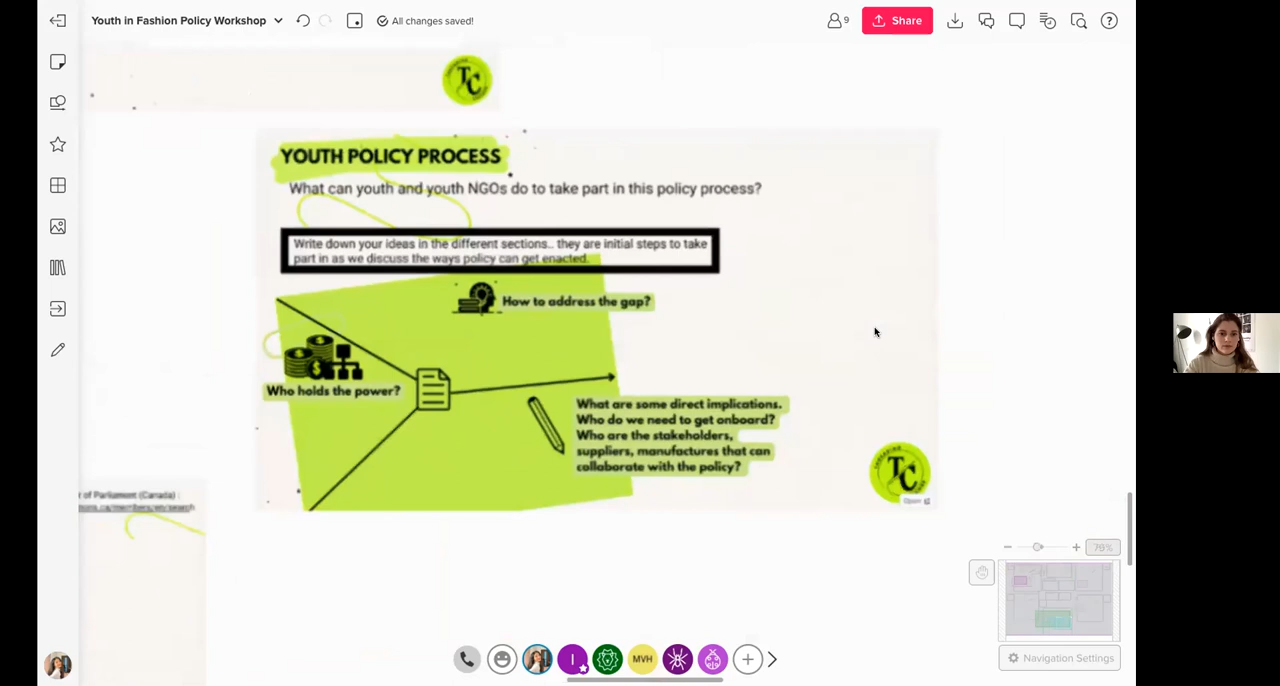 Youth in Fashion Policy Workshop
All changes saved!
9
Share
TC
YOUTH POLICY PROCESS
What can youth and youth NGOs do to take part in this policy process?
Write down your ideas in the different sections.. they are initial steps to take
part in as we discuss the ways policy can get enacted.
How to address the gap?
Who holds the power?
What are some direct implications.
Who do we need to get onboard?
Who are the stakeholders,
suppliers, manufactures that can
collaborate with the policy?
TC
Open
r of Parliament (Canada) :
76%
I
MVH
Navigation Settings